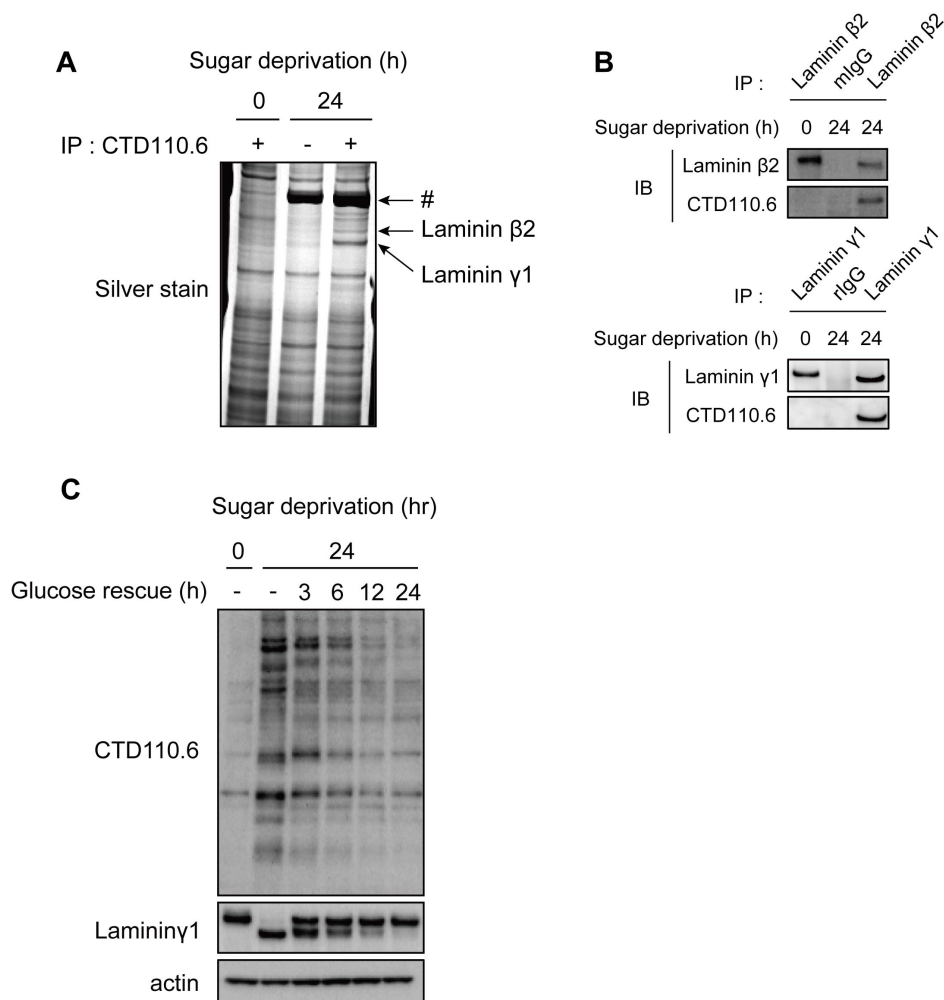 A
Sugar deprivation (h)
0 24
IP : CTD110.6 + - +
#
Laminin β2
Laminin γ1
Silver stain
B
IP : Laminin β2 mIgG Laminin β2
Sugar deprivation (h) 0 24 24
IB
Laminin β2
CTD110.6
IP : Laminin γ1 rIgG Laminin γ1
Sugar deprivation (h) 0 24 24
IB
Laminin γ1
CTD110.6
C
Sugar deprivation (hr)
0 24
Glucose rescue (h) - - 3 6 12 24
CTD110.6
Lamininγ1
actin